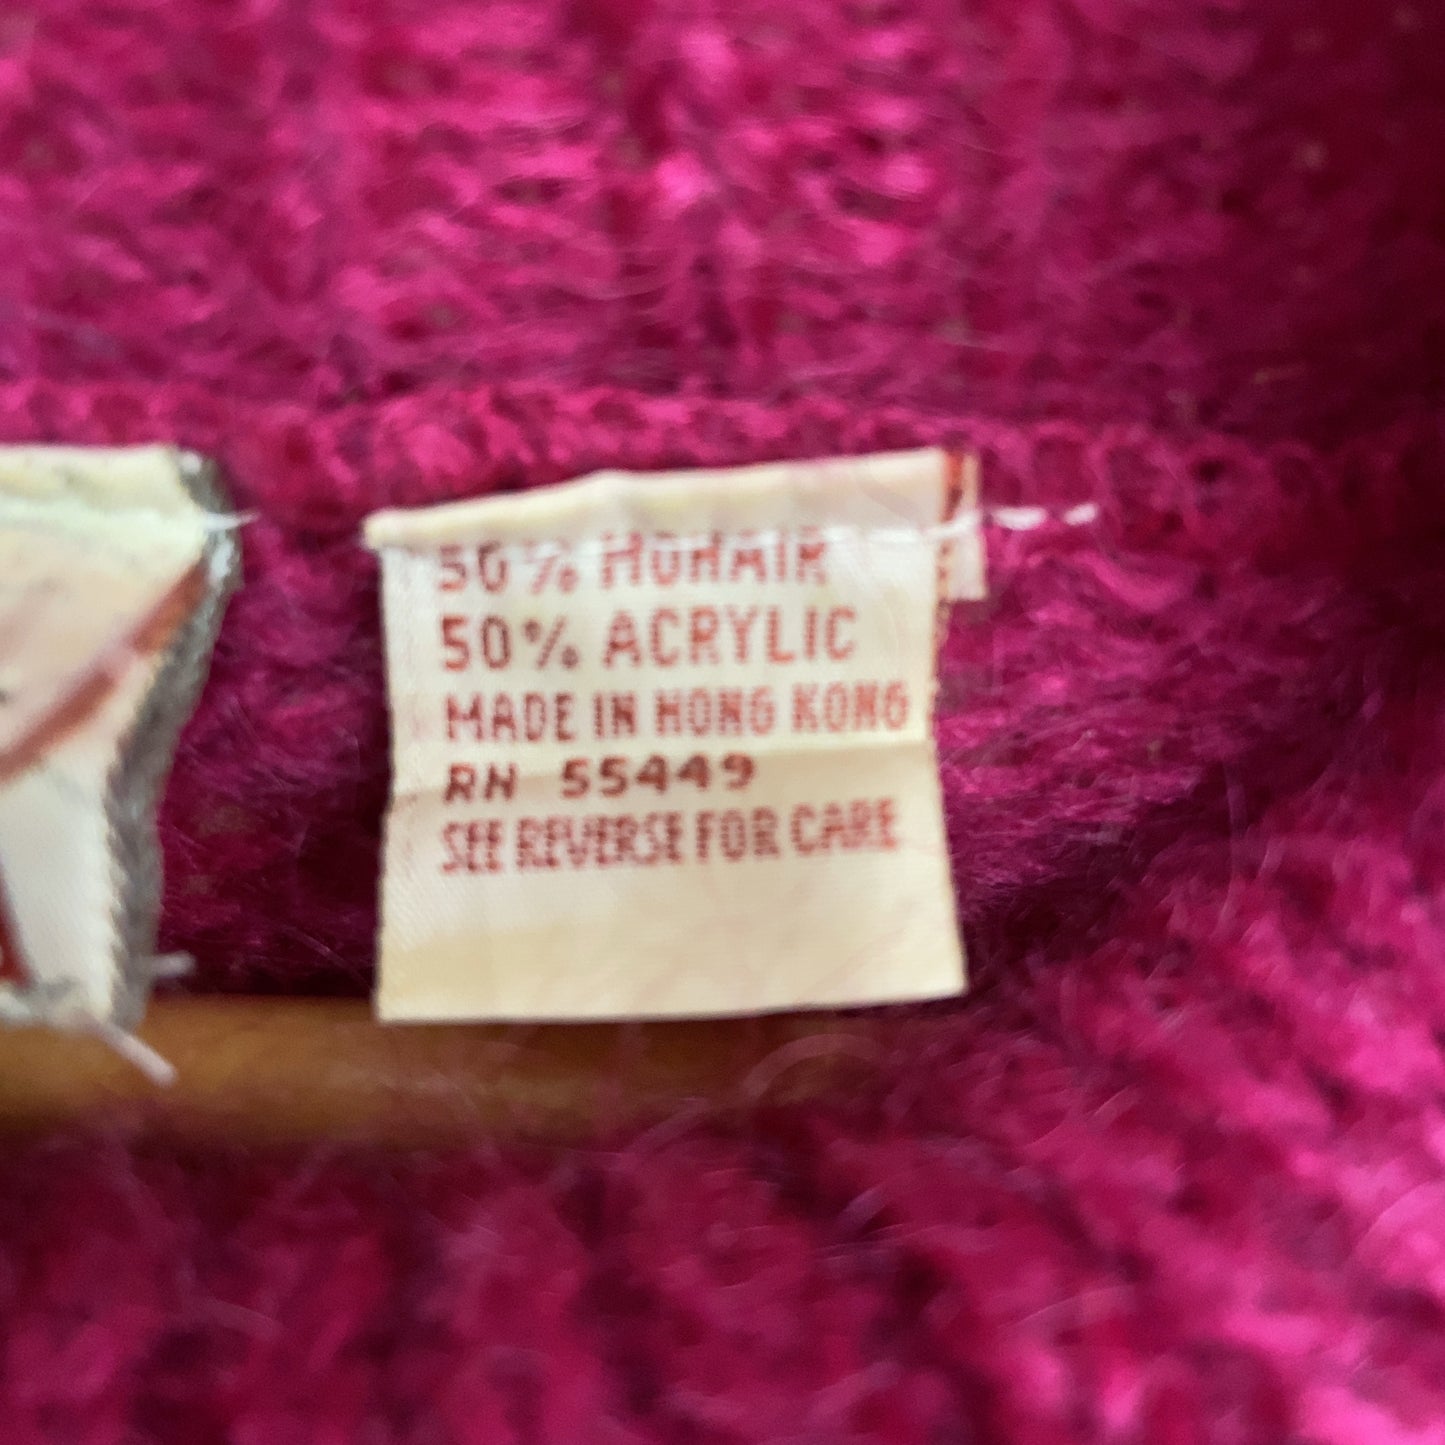 50% MOHAIR
50% ACRYLIC
MADE IN HONG KONG
RN 55449
SEE REVERSE FOR CARE